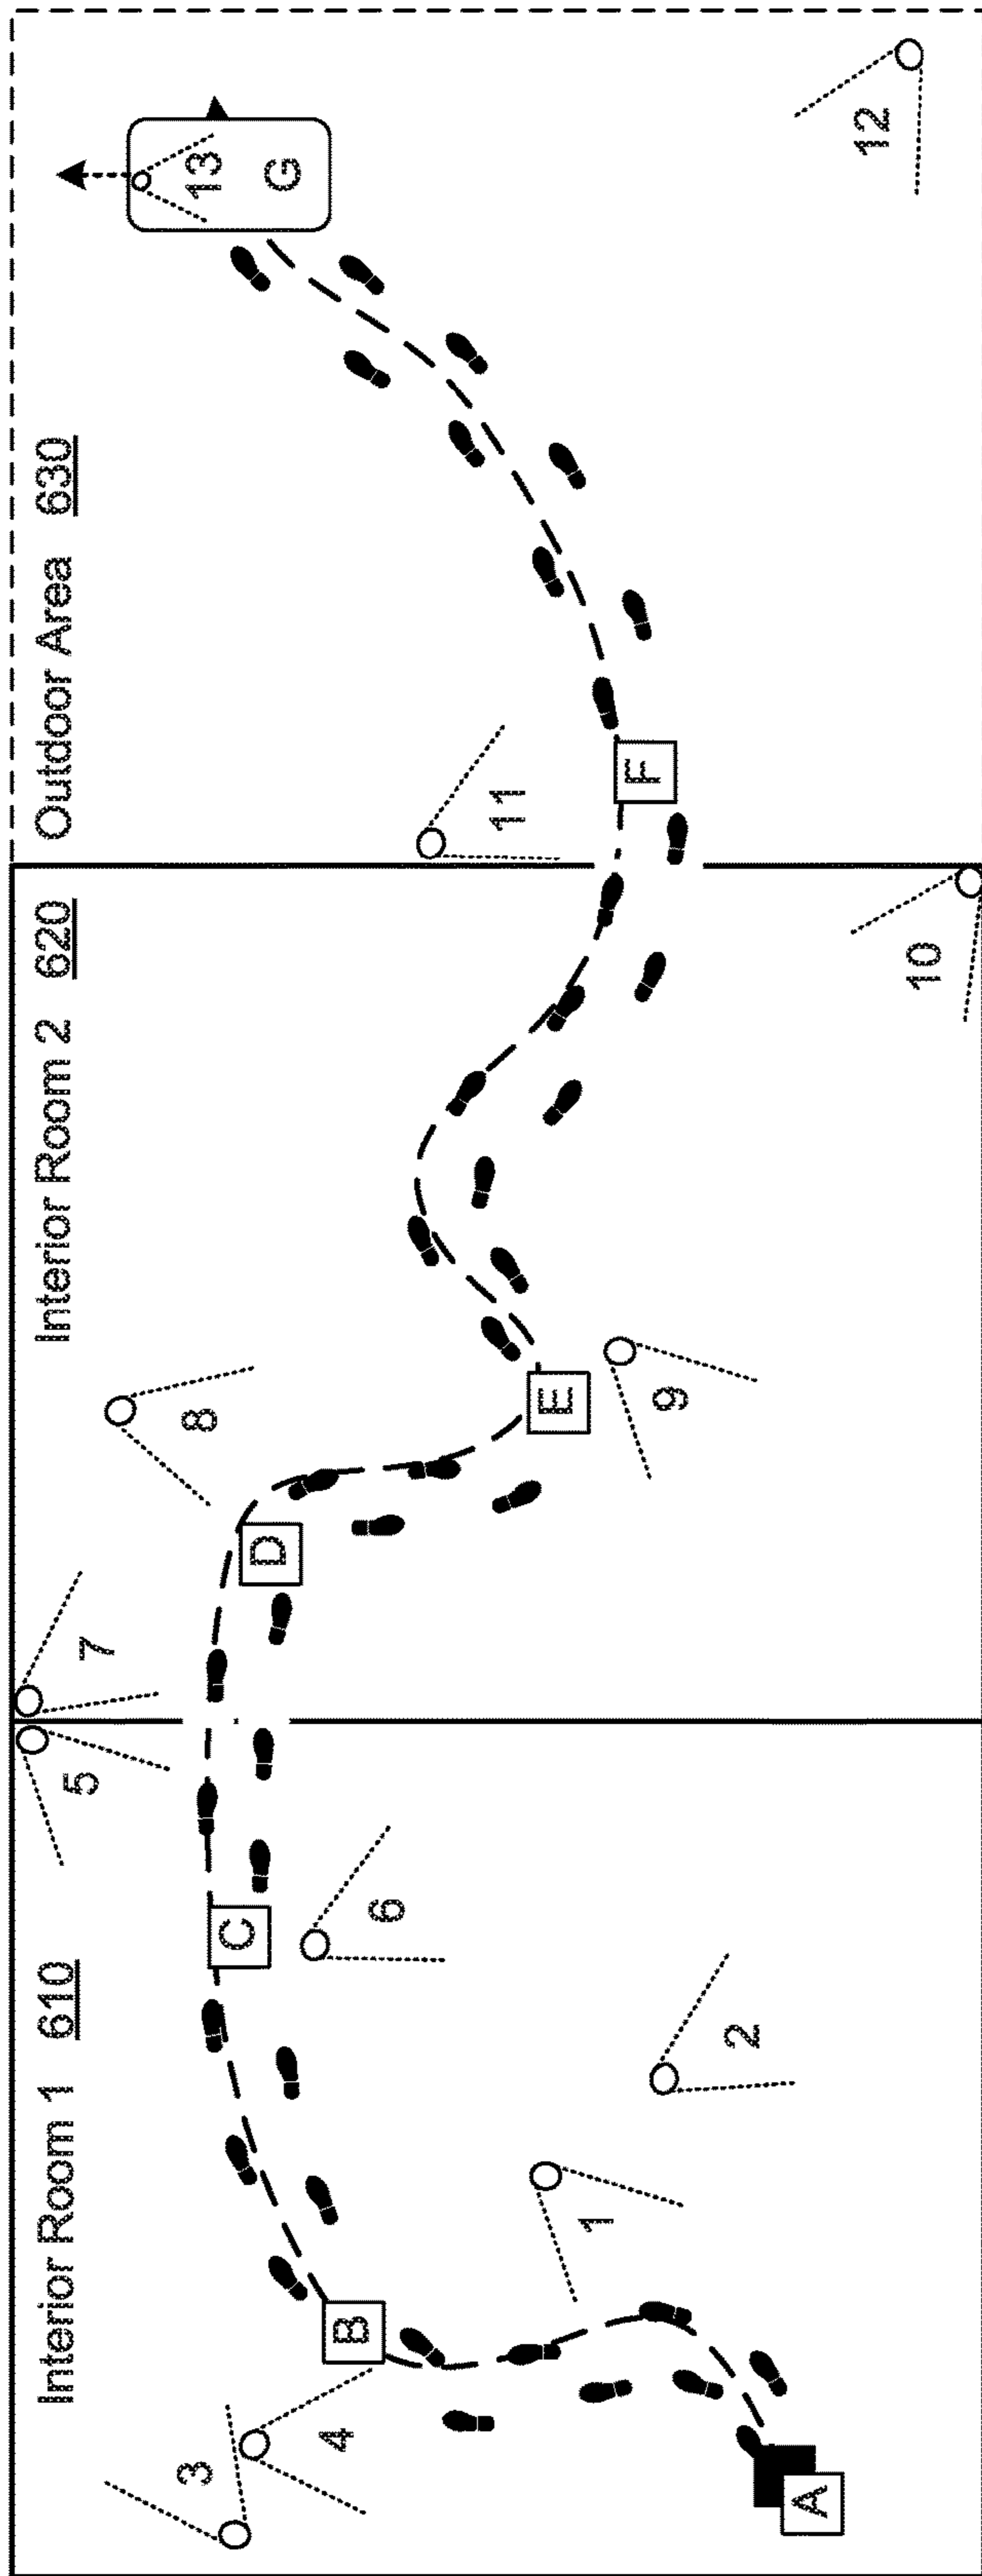 Interior Room 1 610
Interior Room 2 620
Outdoor Area 630
3
4
5
6
7
8
9
10
11
12
13
1
2
A
B
C
D
E
F
G